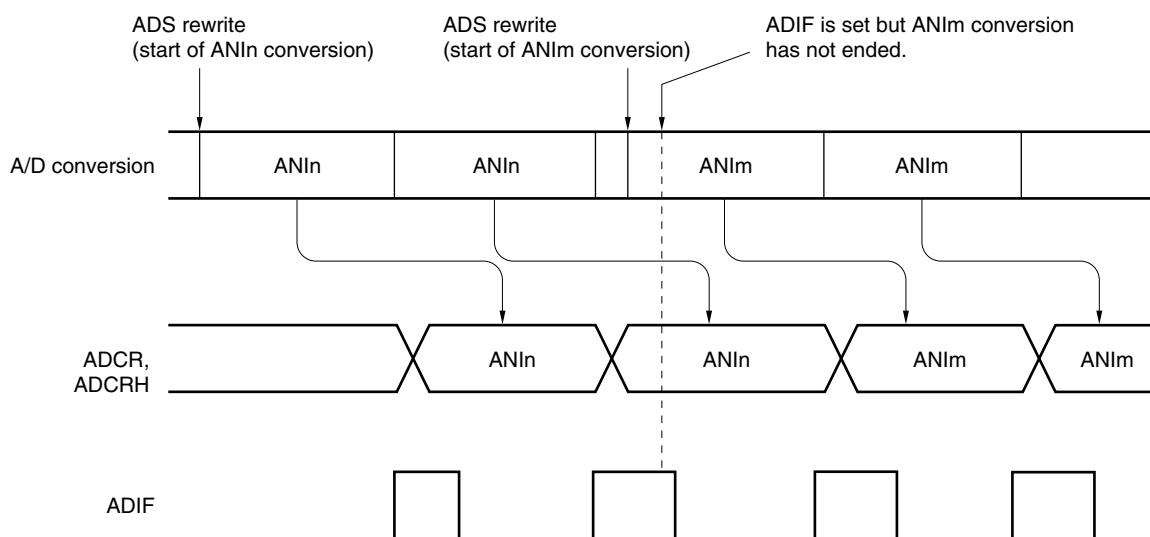 ADS rewrite
(start of ANIn conversion)
ADS rewrite
(start of ANIm conversion)
ADIF is set but ANIm conversion
has not ended.
A/D conversion
ANIn
ANIn
ANIm
ANIm
ADCR,
ADCRH
ANIn
ANIn
ANIm
ANIm
ADIF